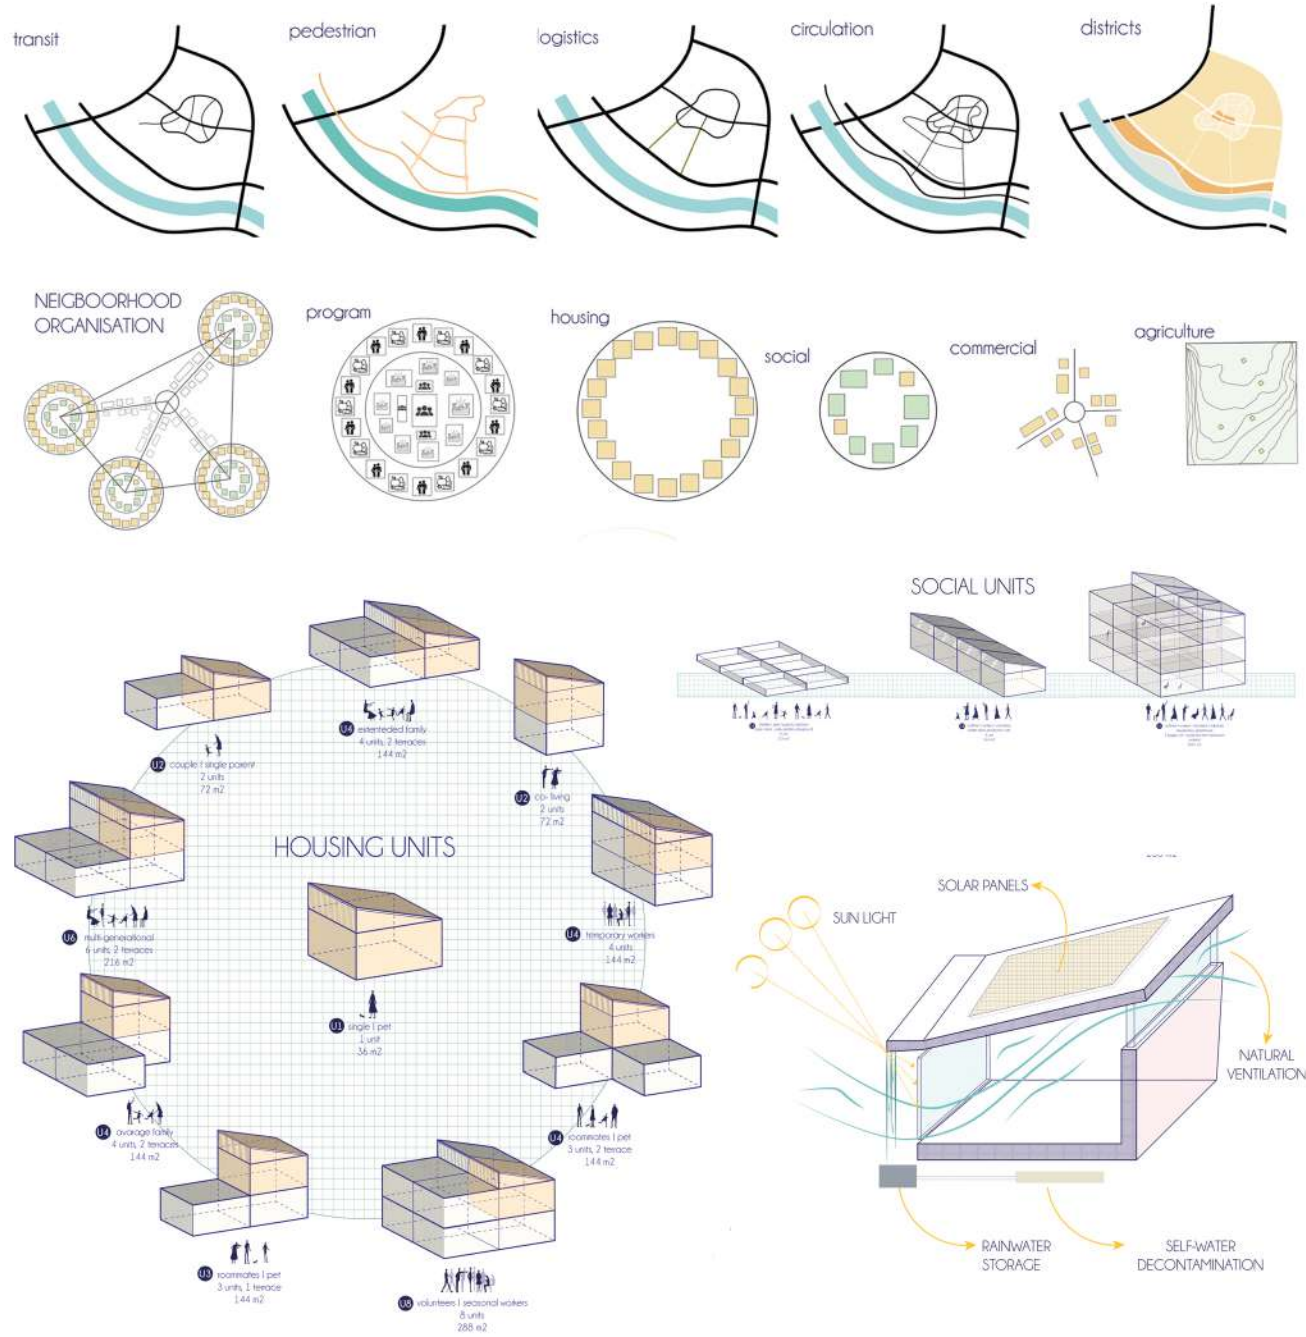 transit
pedestrian
logistics
circulation
districts
NEIGBOORHOOD
ORGANISATION
program
housing
social
commercial
agriculture
SOCIAL UNITS
HOUSING UNITS
U4 extenteded family
4 units, 2 terraces
144 m2
U2 couple | single parent
2 units
72 m2
U2 co- living
2 units
72 m2
U6 multi-generational
6 units, 2 terraces
216 m2
U4 temporary workers
4 units
144 m2
U1 single | pet
1 unit
36 m2
U4 avarage family
4 units, 2 terraces
144 m2
U4 roommates | pet
3 units, 2 terrace
144 m2
U3 roommates | pet
3 units, 1 terrace
144 m2
U8 volunteers | seasonal workers
8 units
288 m2
SOLAR PANELS
SUN LIGHT
NATURAL
VENTILATION
RAINWATER
STORAGE
SELF-WATER
DECONTAMINATION